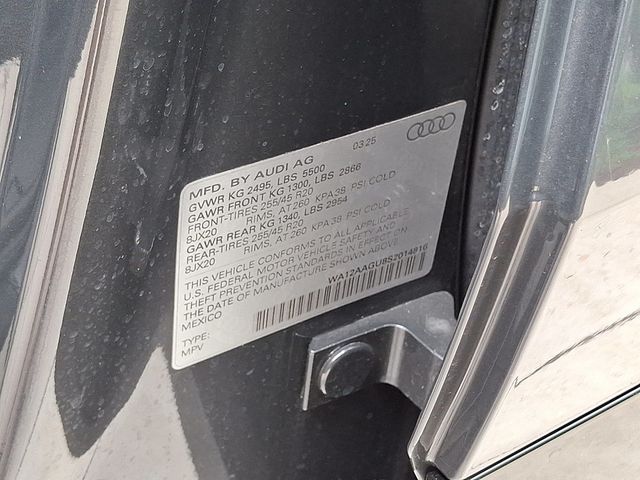 MFD. BY AUDI AG 03.25
GVWR KG 2495, LBS 5500
GAWR FRONT KG 1300, LBS 2866
FRONT-TIRES 255/45 R20
8JX20 RIMS, AT 260 KPA 38 PSI COLD
GAWR REAR KG 1340, LBS 2954
REAR-TIRES 255/45 R20
8JX20 RIMS, AT 260 KPA 38 PSI COLD
THIS VEHICLE CONFORMS TO ALL APPLICABLE
U.S. FEDERAL MOTOR VEHICLE SAFETY AND
THEFT PREVENTION STANDARDS IN EFFECT ON
THE DATE OF MANUFACTURE SHOWN ABOVE.
MEXICO
WA12AAGU8S2014916
TYPE:
MPV